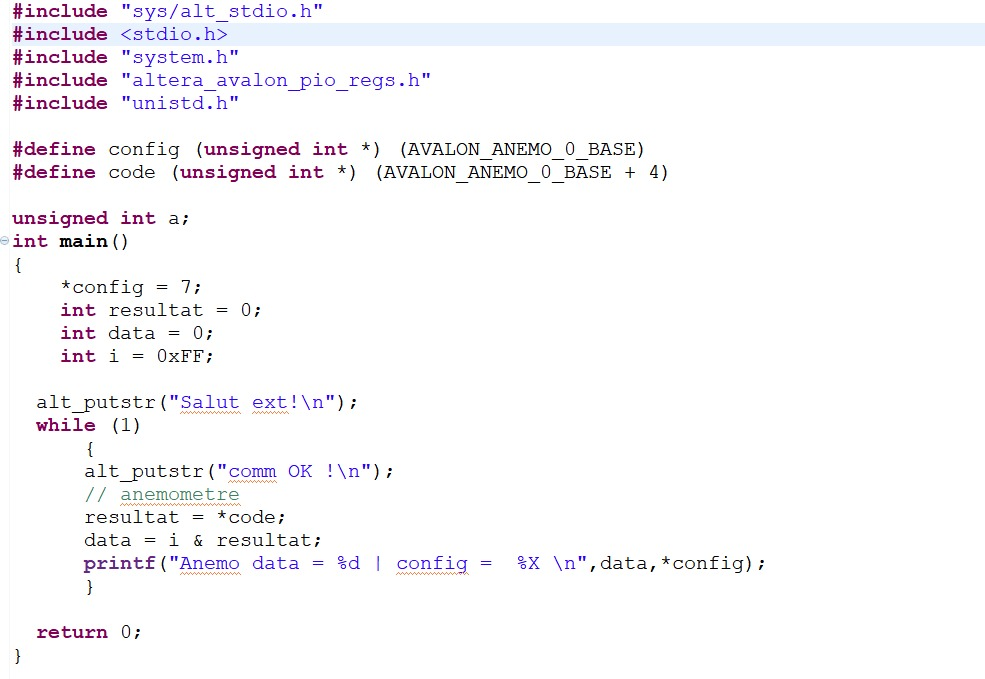 #include "sys/alt_stdio.h"
#include <stdio.h>
#include "system.h"
#include "altera_avalon_pio_regs.h"
#include "unistd.h"
#define config (unsigned int *) (AVALON_ANEMO_0_BASE)
#define code (unsigned int *) (AVALON_ANEMO_0_BASE + 4)
unsigned int a;
int main()
{
*config = 7;
int resultat = 0;
int data = 0;
int i = 0xFF;
alt_putstr("Salut ext!\n");
while (1)
{
alt_putstr("comm OK !\n");
// anemometre
resultat = *code;
data = i & resultat;
printf("Anemo data = %d | config =  %X \n",data,*config);
}
return 0;
}